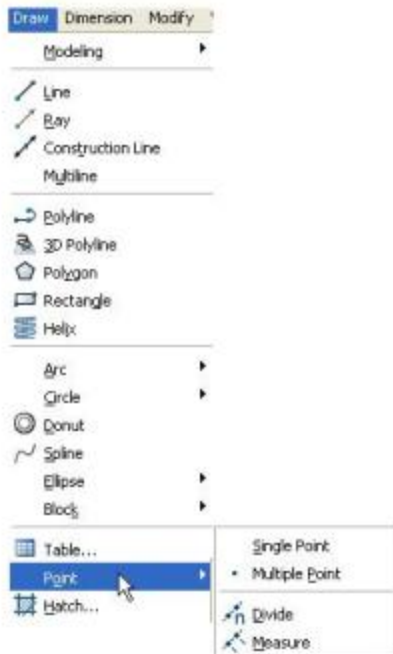 Draw Dimension Modify
Modeling
Line
Ray
Construction Line
Multiline
Polyline
3D Polyline
Polygon
Rectangle
Helix
Arc
Circle
Donut
Spline
Ellipse
Block
Table...
Point
Hatch...
Single Point
Multiple Point
Divide
Measure